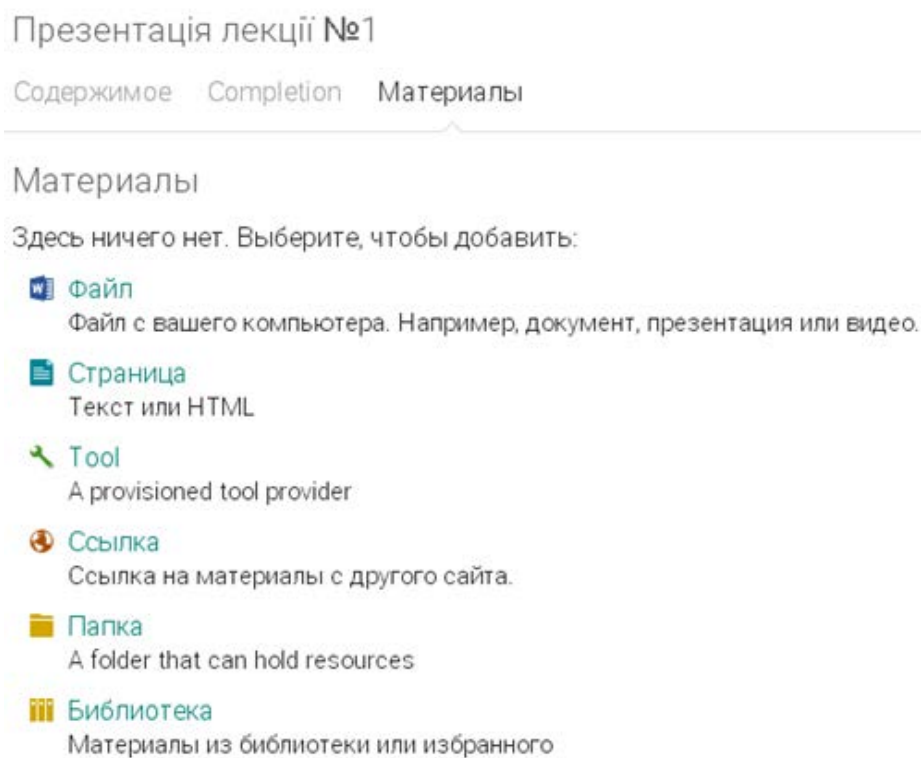 Презентація лекції №1
Содержимое Completion Материалы
Материалы
Здесь ничего нет. Выберите, чтобы добавить:
Файл
Файл с вашего компьютера. Например, документ, презентация или видео.
Страница
Текст или HTML
Tool
A provisioned tool provider
Ссылка
Ссылка на материалы с другого сайта.
Папка
A folder that can hold resources
Библиотека
Материалы из библиотеки или избранного